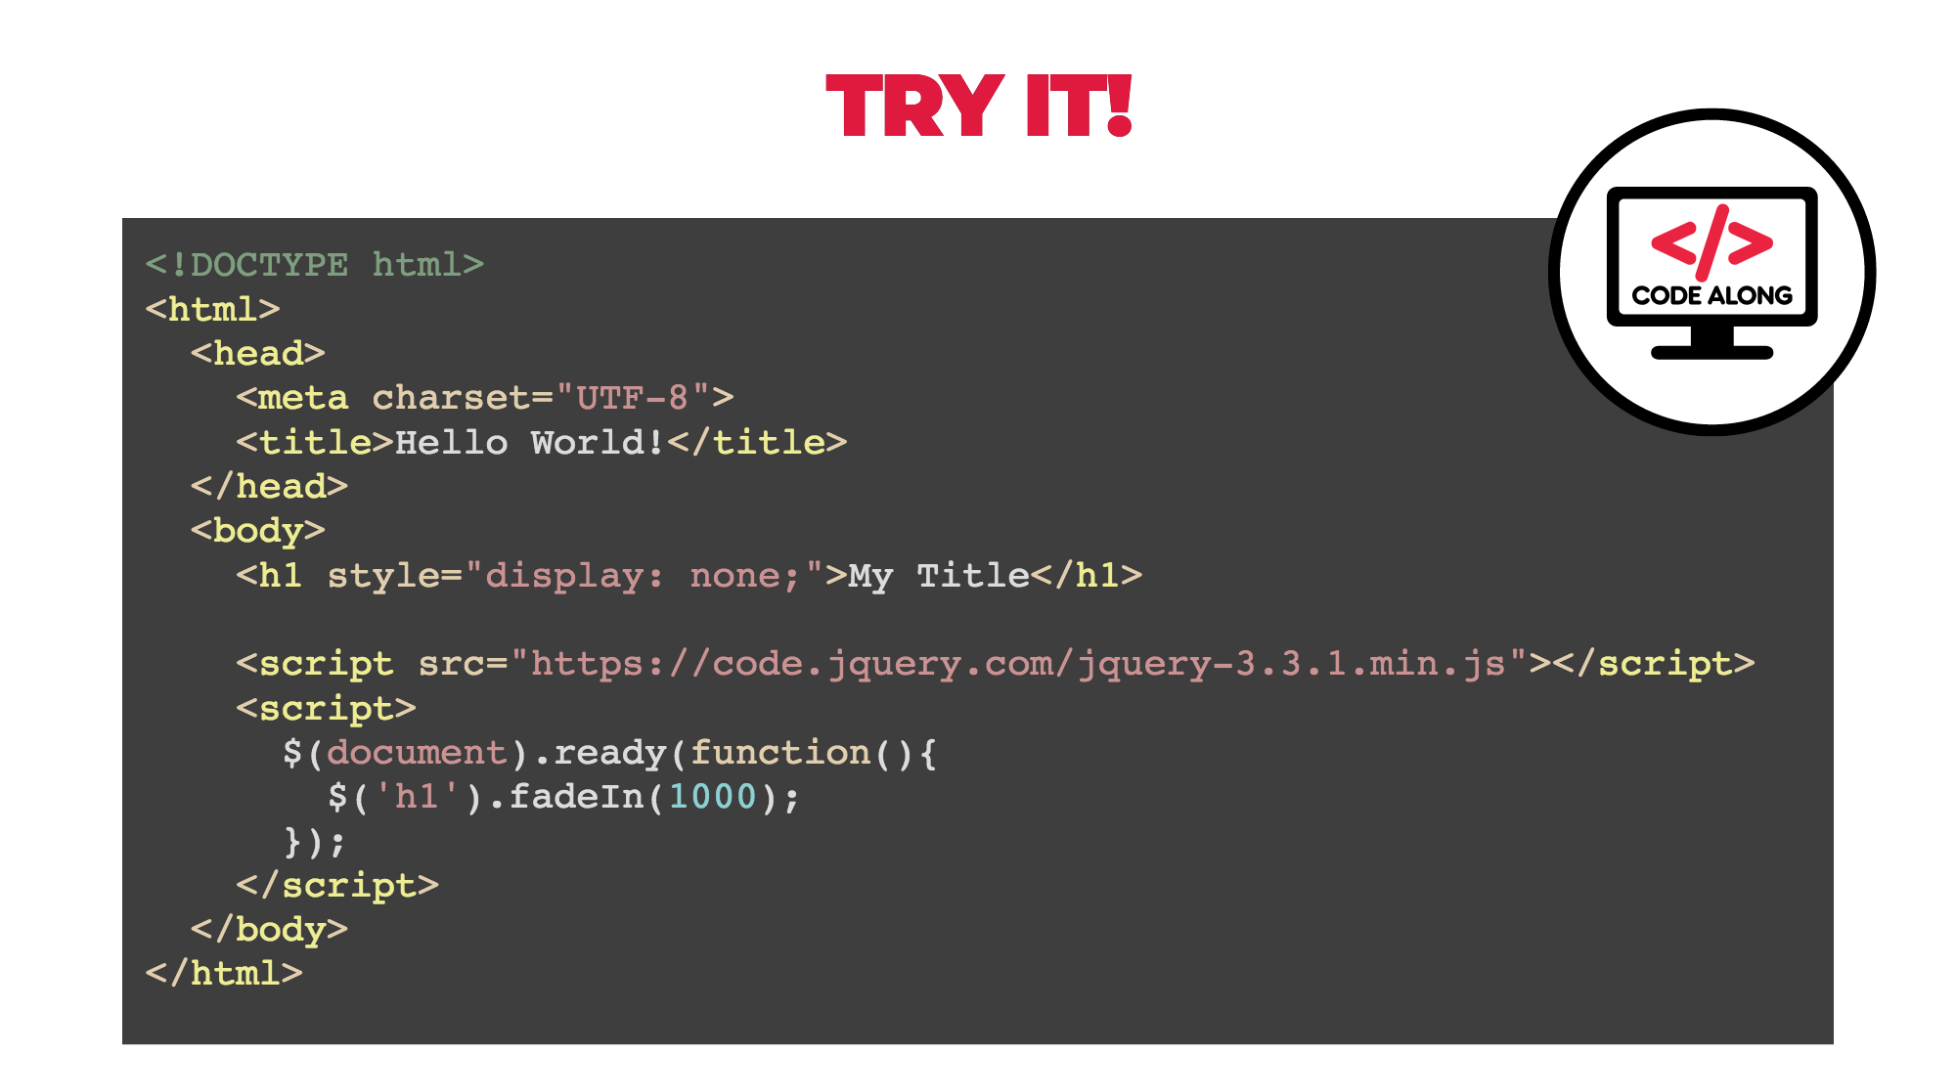 TRY IT!
</>
CODE ALONG
<!DOCTYPE html>
<html>
  <head>
    <meta charset="UTF-8">
    <title>Hello World!</title>
  </head>
  <body>
    <h1 style="display: none;">My Title</h1>

    <script src="https://code.jquery.com/jquery-3.3.1.min.js"></script>
    <script>
      $(document).ready(function(){
        $('h1').fadeIn(1000);
      });
    </script>
  </body>
</html>